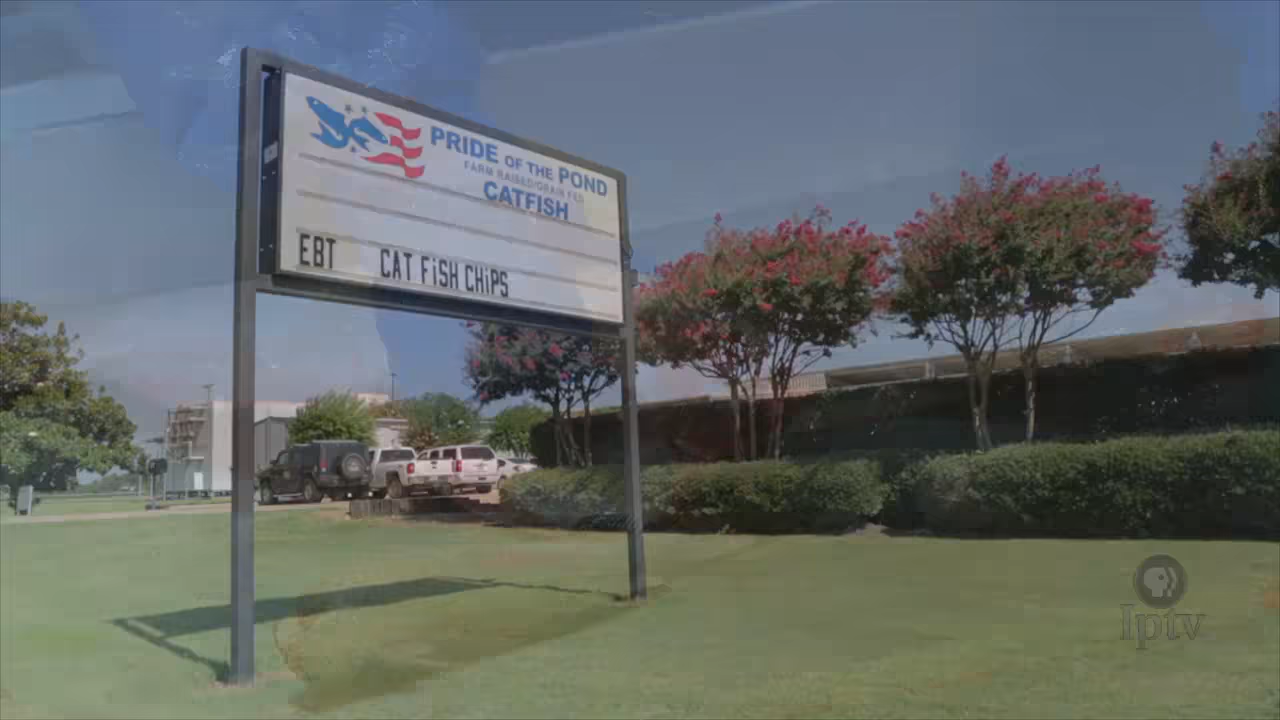 PRIDE OF THE POND
FARM RAISED/GRAIN FED
CATFISH
EBT CAT FiSH CHiPS
Iptv